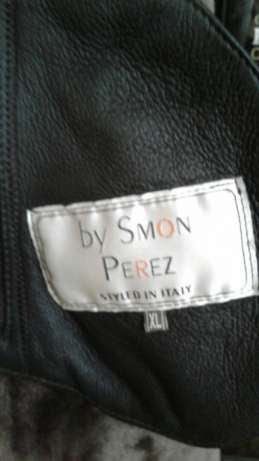 by SMON
PEREZ
STYLED IN ITALY
XL